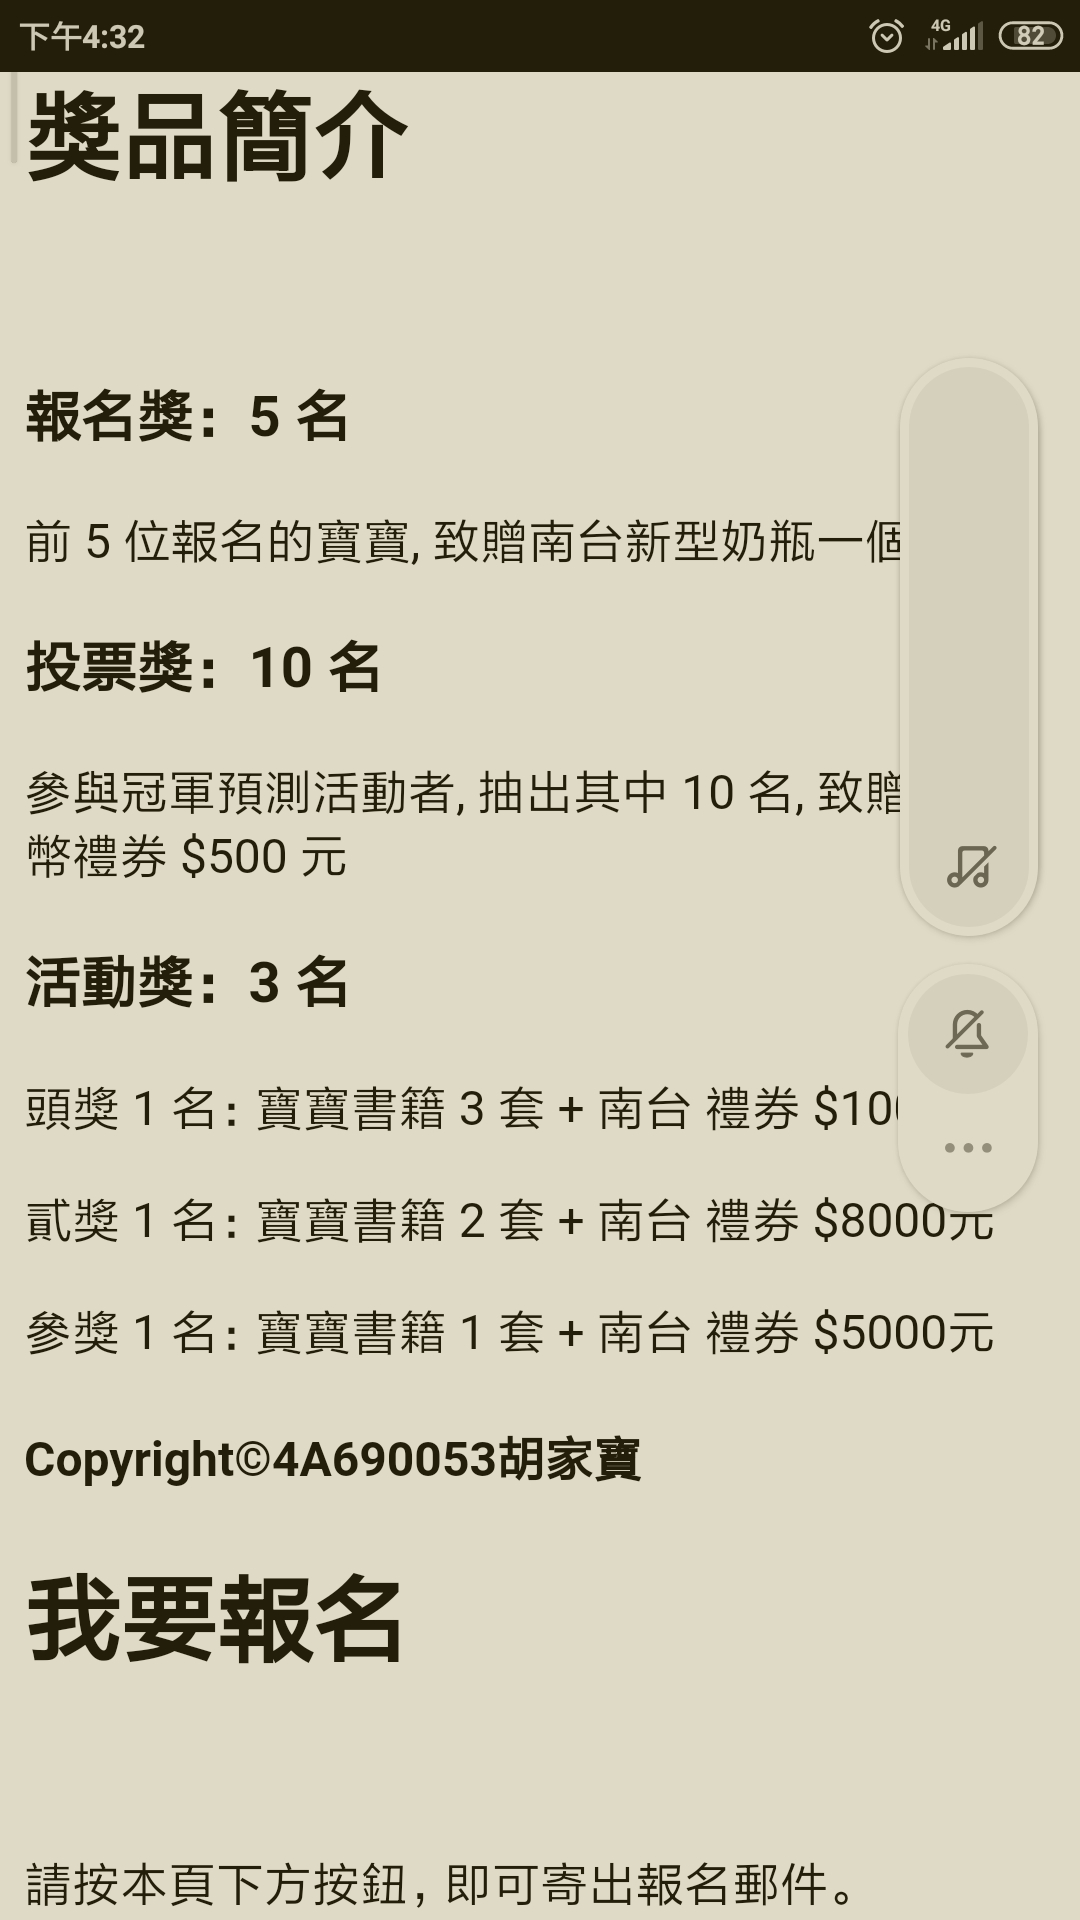 下午4:32
4G
82
獎品簡介
報名獎：5 名
前 5 位報名的寶寶, 致贈南台新型奶瓶一個
投票獎：10 名
參與冠軍預測活動者, 抽出其中 10 名, 致贈
幣禮券 $500 元
活動獎：3 名
頭獎 1 名：寶寶書籍 3 套 + 南台 禮券 $100
貳獎 1 名：寶寶書籍 2 套 + 南台 禮券 $8000元
參獎 1 名：寶寶書籍 1 套 + 南台 禮券 $5000元
Copyright©4A690053胡家寶
我要報名
請按本頁下方按鈕，即可寄出報名郵件。